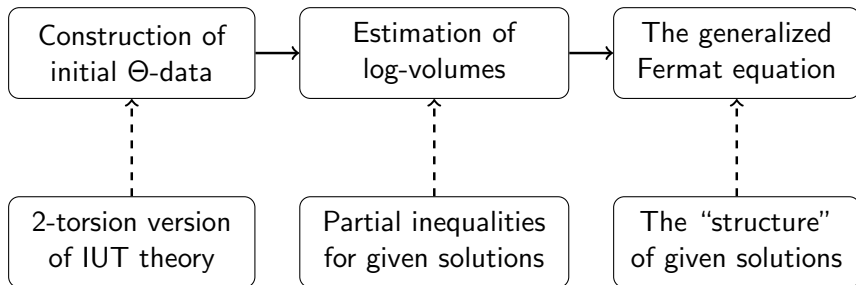 Construction of
initial Θ-data
Estimation of
log-volumes
The generalized
Fermat equation
2-torsion version
of IUT theory
Partial inequalities
for given solutions
The “structure”
of given solutions